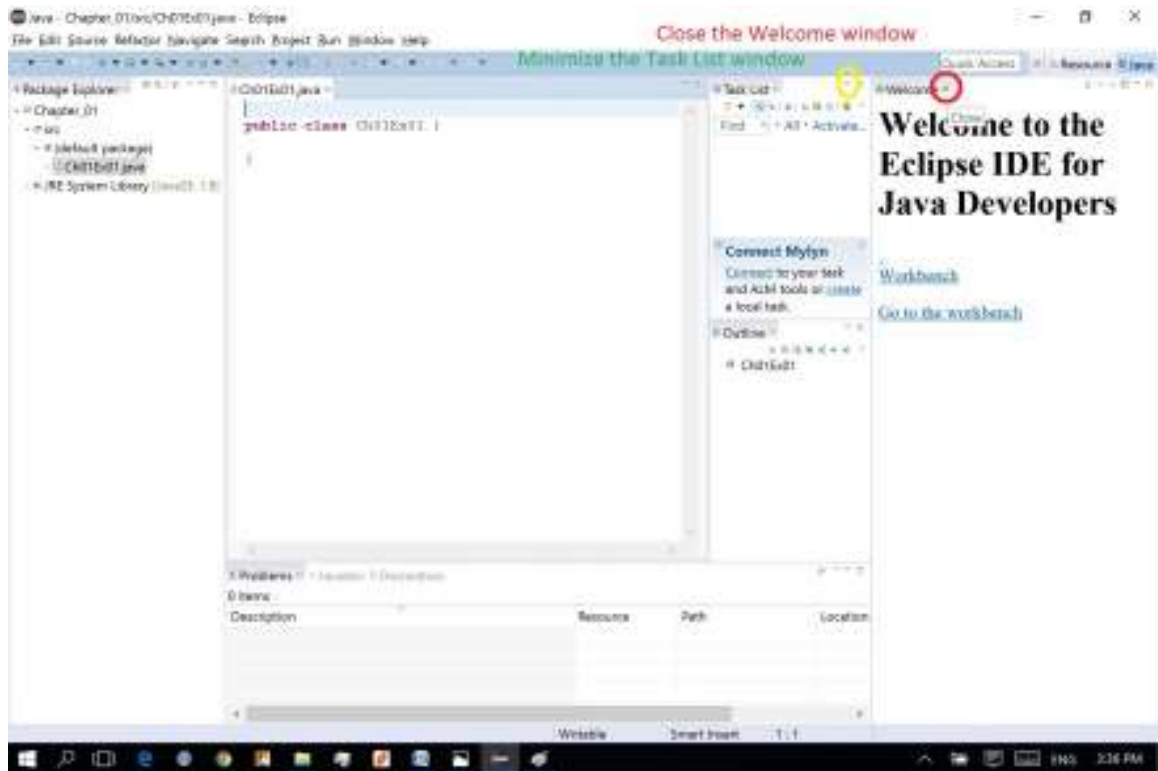 Java - Chapter_01/src/Ch01Ex01.java - Eclipse
File Edit Source Refactor Navigate Search Project Run Window Help
Close the Welcome window
Minimize the Task List window
Quick Access
Resource
Java
Package Explorer
Chapter_01
src
(default package)
Ch01Ex01.java
JRE System Library
Ch01Ex01.java
public class Ch01Ex01 {
}
Task List
Find
All
Activate...
Connect Mylyn
Connect to your task
and ALM tools or create
a local task.
Outline
Ch01Ex01
Welcome
Close
Welcome to the
Eclipse IDE for
Java Developers
Workbench
Go to the workbench
Problems
Javadoc
Declaration
0 items
Description
Resource
Path
Location
Writable
Smart Insert
1 : 1
ENG
3:36 PM